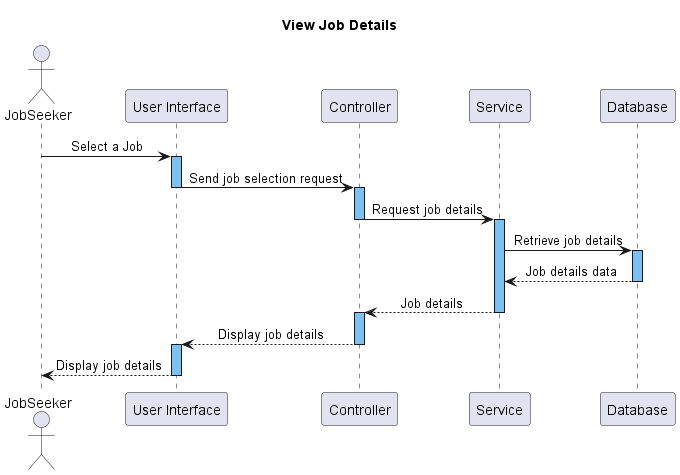 View Job Details
JobSeeker
User Interface
Controller
Service
Database
Select a Job
Send job selection request
Request job details
Retrieve job details
Job details data
Job details
Display job details
Display job details
JobSeeker
User Interface
Controller
Service
Database